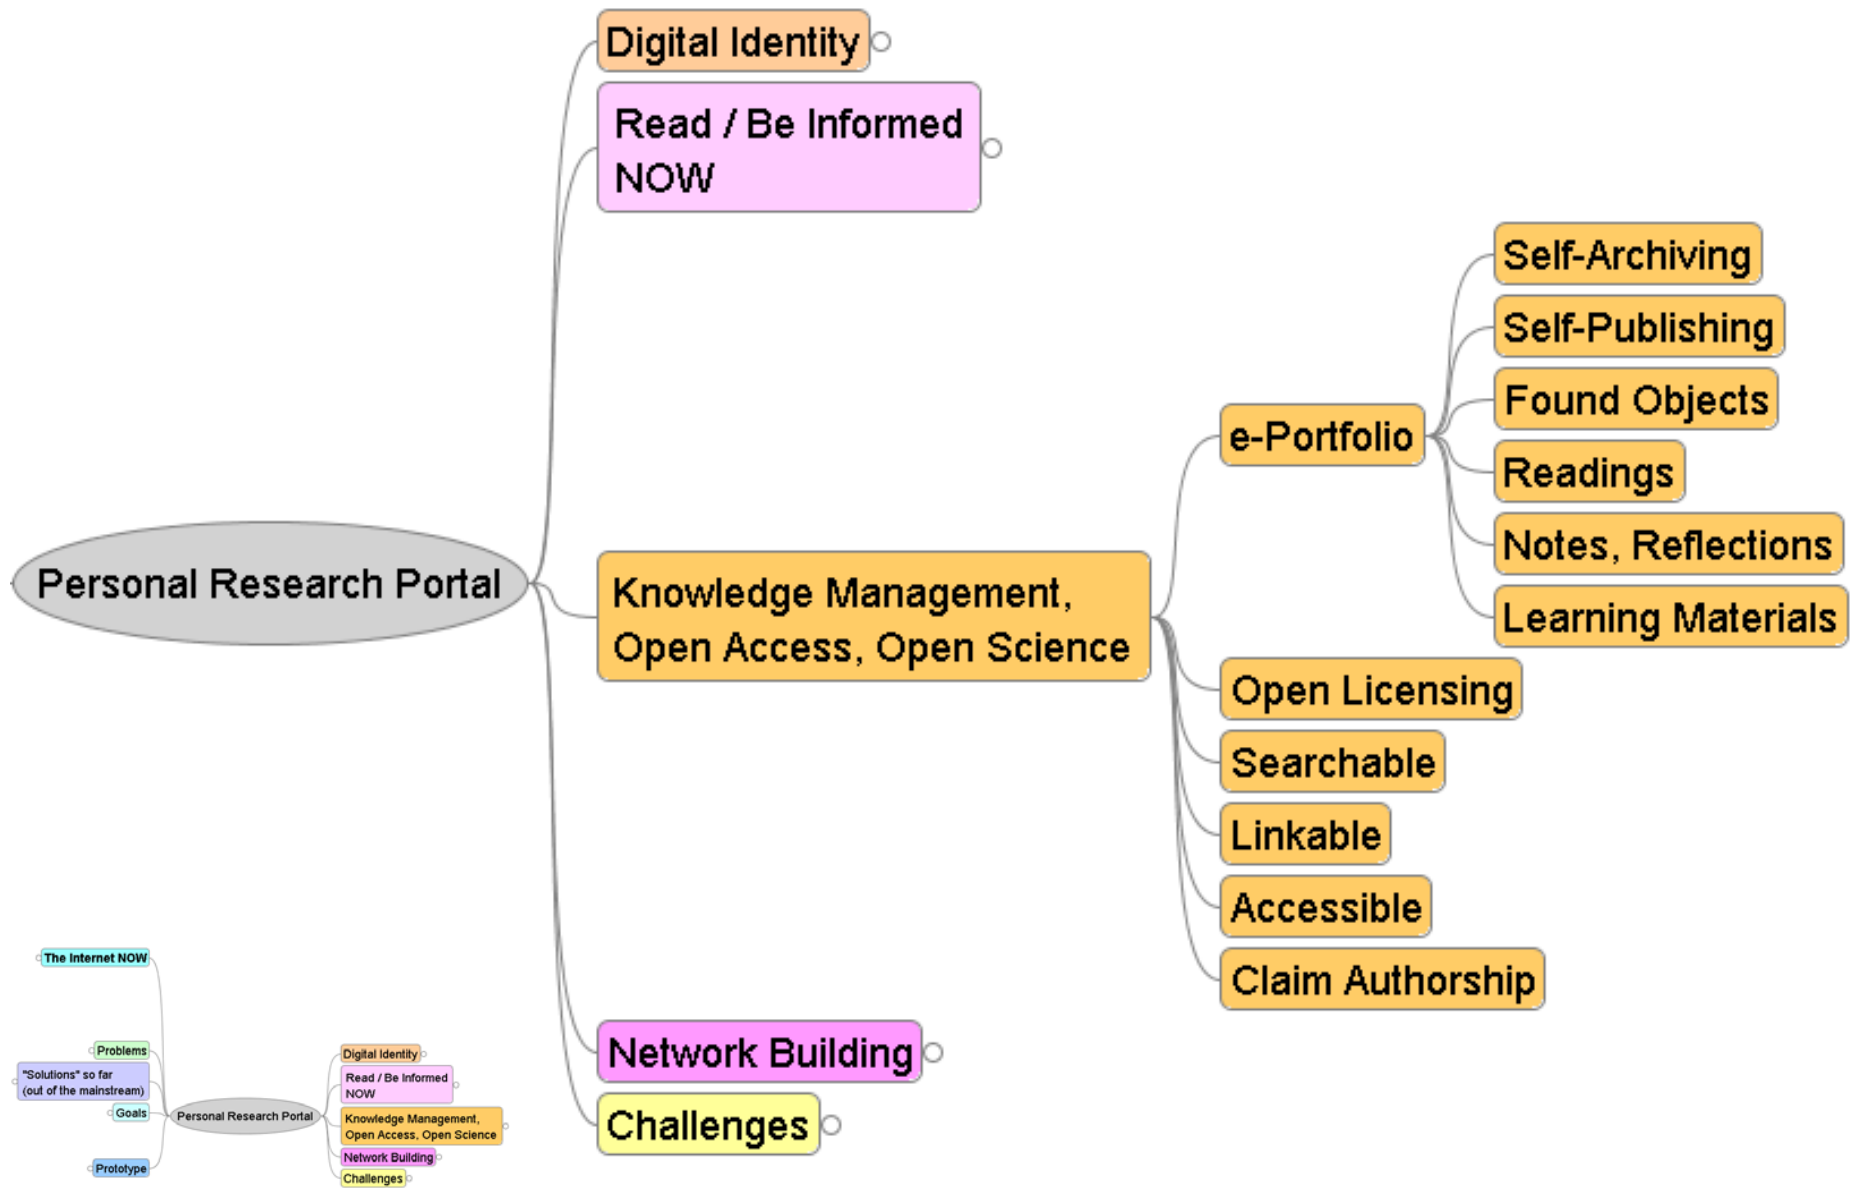 Digital Identity
Read / Be Informed
NOW
Personal Research Portal
Knowledge Management,
Open Access, Open Science
e-Portfolio
Self-Archiving
Self-Publishing
Found Objects
Readings
Notes, Reflections
Learning Materials
Open Licensing
Searchable
Linkable
Accessible
Claim Authorship
Network Building
Challenges
The Internet NOW
Problems
"Solutions" so far
(out of the mainstream)
Goals
Prototype
Personal Research Portal
Digital Identity
Read / Be Informed
NOW
Knowledge Management,
Open Access, Open Science
Network Building
Challenges